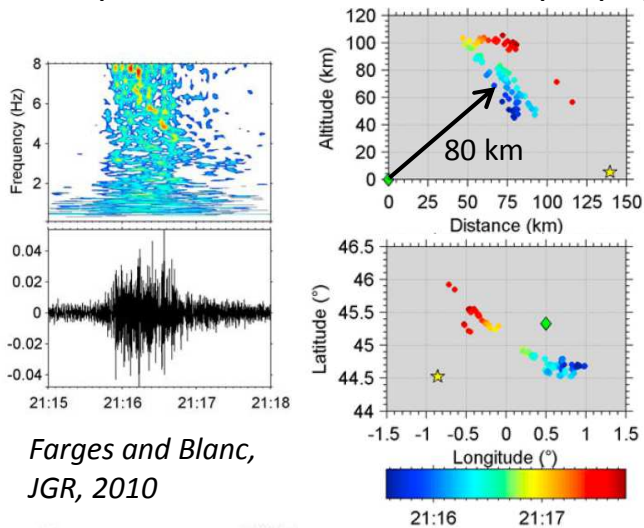 Frequency (Hz)
8
6
4
2
0.04
0.02
0
-0.02
-0.04
21:15 21:16 21:17 21:18
Farges and Blanc,
JGR, 2010
Altitude (km)
120
100
80
60
40
20
0
80 km
0 25 50 75 100 125 150
Distance (km)
Latitude (°)
46.5
46
45.5
45
44.5
44
-1.5 -1 -0.5 0 0.5 1 1.5
Longitude (°)
21:16 21:17